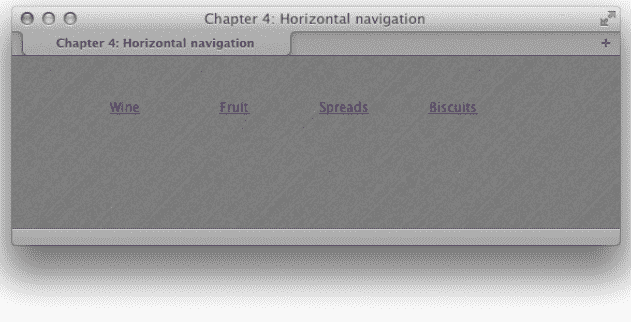 Chapter 4: Horizontal navigation
Chapter 4: Horizontal navigation +
Wine Fruit Spreads Biscuits